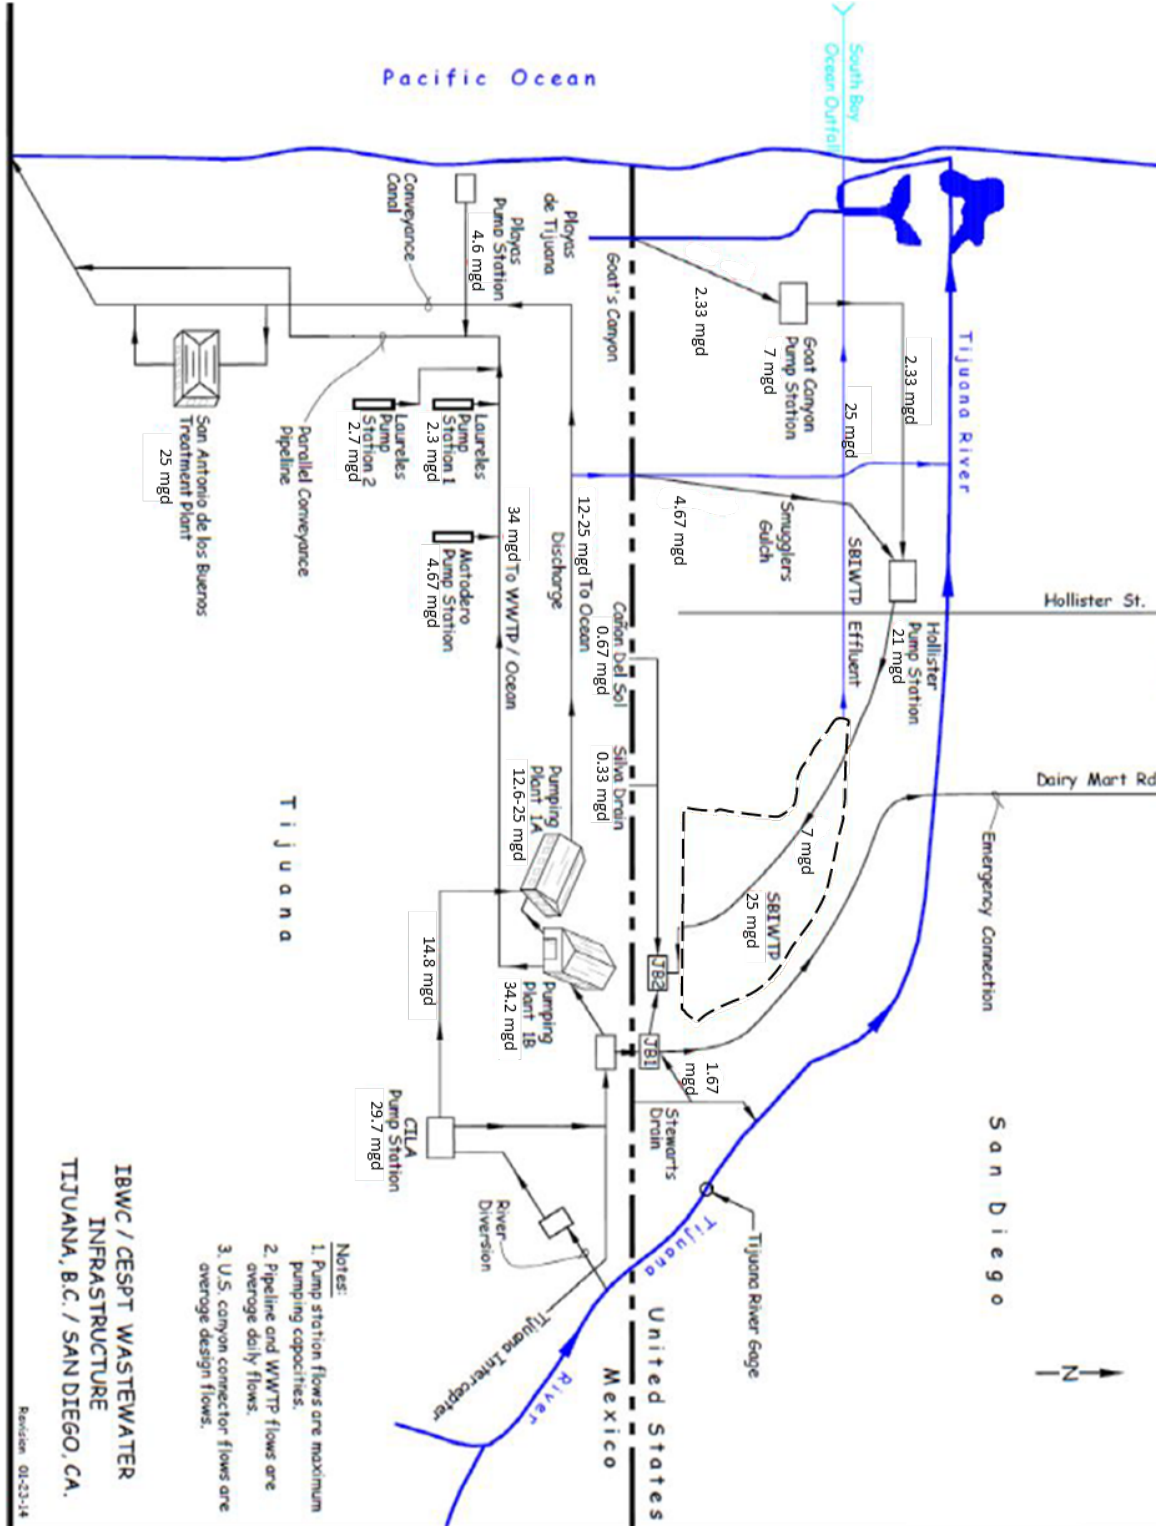 Pacific Ocean
South Bay
Ocean Outfall
Conveyance
Canal
Playas
Pump Station
4.6 mgd
Playas
de Tijuana
Goat's Canyon
2.33 mgd
Goat Canyon
Pump Station
7 mgd
25 mgd
2.33 mgd
Tijuana River
San Antonio de los Buenos
Treatment Plant
25 mgd
Parallel Conveyance
Pipeline
Laureles
Pump
Station 2
2.7 mgd
Laureles
Pump
Station 1
2.3 mgd
Matadero
Pump Station
4.67 mgd
34 mgd To WWTP / Ocean
Discharge
12-25 mgd To Ocean
4.67 mgd
Smugglers
Gulch
SBIWTP Effluent
Hollister St.
Hollister
Pump Station
21 mgd
Cañon Del Sol
0.67 mgd
Silva Drain
0.33 mgd
Dairy Mart Rd
Emergency Connection
7 mgd
SBIWTP
25 mgd
Pumping
Plant 1A
12.6-25 mgd
Pumping
Plant 1B
34.2 mgd
JB2
JB1
1.67
mgd
Stewarts
Drain
14.8 mgd
CILA
Pump Station
29.7 mgd
River
Diversion
Tijuana Intercepter
Tijuana
River
Tijuana River Gage
Tijuana
San Diego
United States
Mexico
N
Notes:
1. Pump station flows are maximum
pumping capacities.
2. Pipeline and WWTP flows are
average daily flows.
3. U.S. canyon connector flows are
average design flows.
IBWC / CESPT WASTEWATER
INFRASTRUCTURE
TIJUANA, B.C. / SAN DIEGO, CA.
Revision 01-23-14